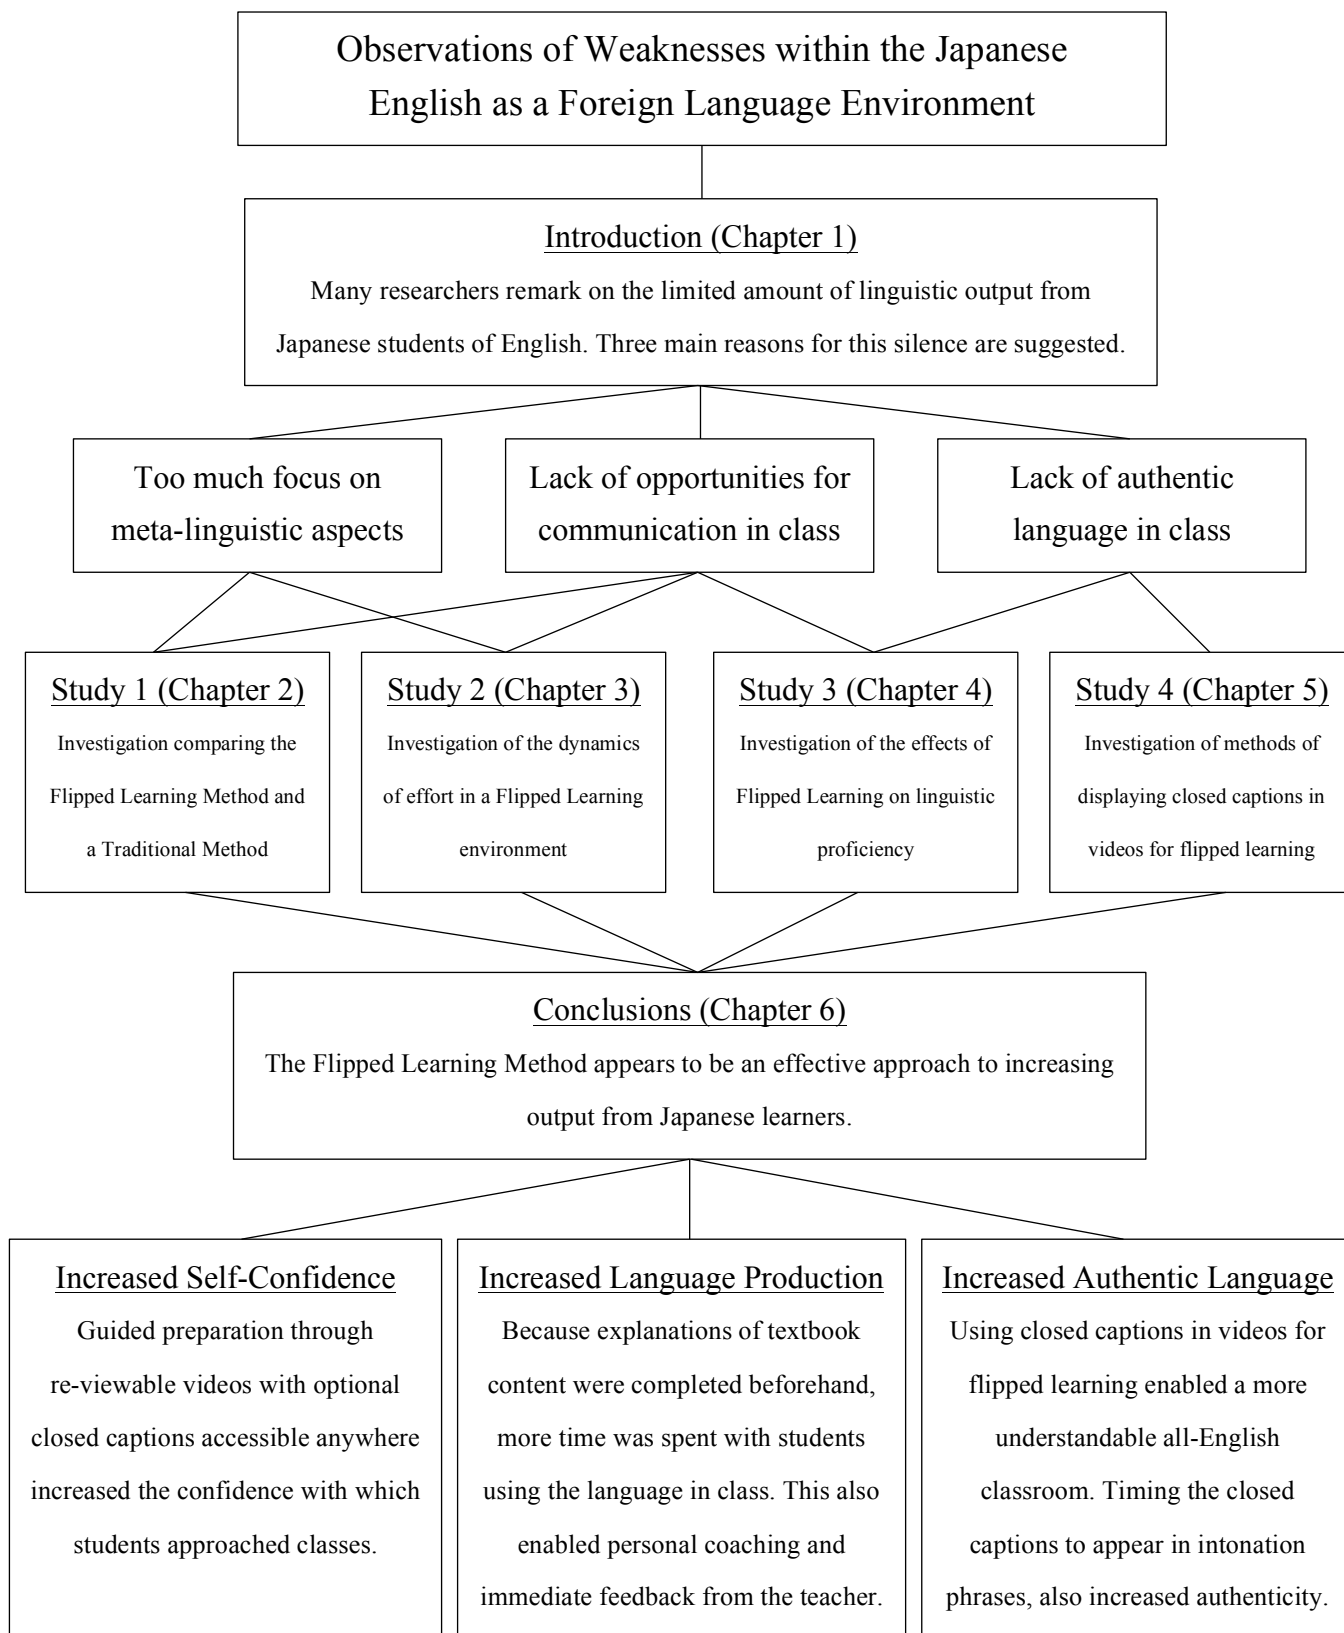 Observations of Weaknesses within the Japanese
English as a Foreign Language Environment
Introduction (Chapter 1)
Many researchers remark on the limited amount of linguistic output from
Japanese students of English. Three main reasons for this silence are suggested.
Too much focus on
meta-linguistic aspects
Lack of opportunities for
communication in class
Lack of authentic
language in class
Study 1 (Chapter 2)
Investigation comparing the
Flipped Learning Method and
a Traditional Method
Study 2 (Chapter 3)
Investigation of the dynamics
of effort in a Flipped Learning
environment
Study 3 (Chapter 4)
Investigation of the effects of
Flipped Learning on linguistic
proficiency
Study 4 (Chapter 5)
Investigation of methods of
displaying closed captions in
videos for flipped learning
Conclusions (Chapter 6)
The Flipped Learning Method appears to be an effective approach to increasing
output from Japanese learners.
Increased Self-Confidence
Guided preparation through
re-viewable videos with optional
closed captions accessible anywhere
increased the confidence with which
students approached classes.
Increased Language Production
Because explanations of textbook
content were completed beforehand,
more time was spent with students
using the language in class. This also
enabled personal coaching and
immediate feedback from the teacher.
Increased Authentic Language
Using closed captions in videos for
flipped learning enabled a more
understandable all-English
classroom. Timing the closed
captions to appear in intonation
phrases, also increased authenticity.